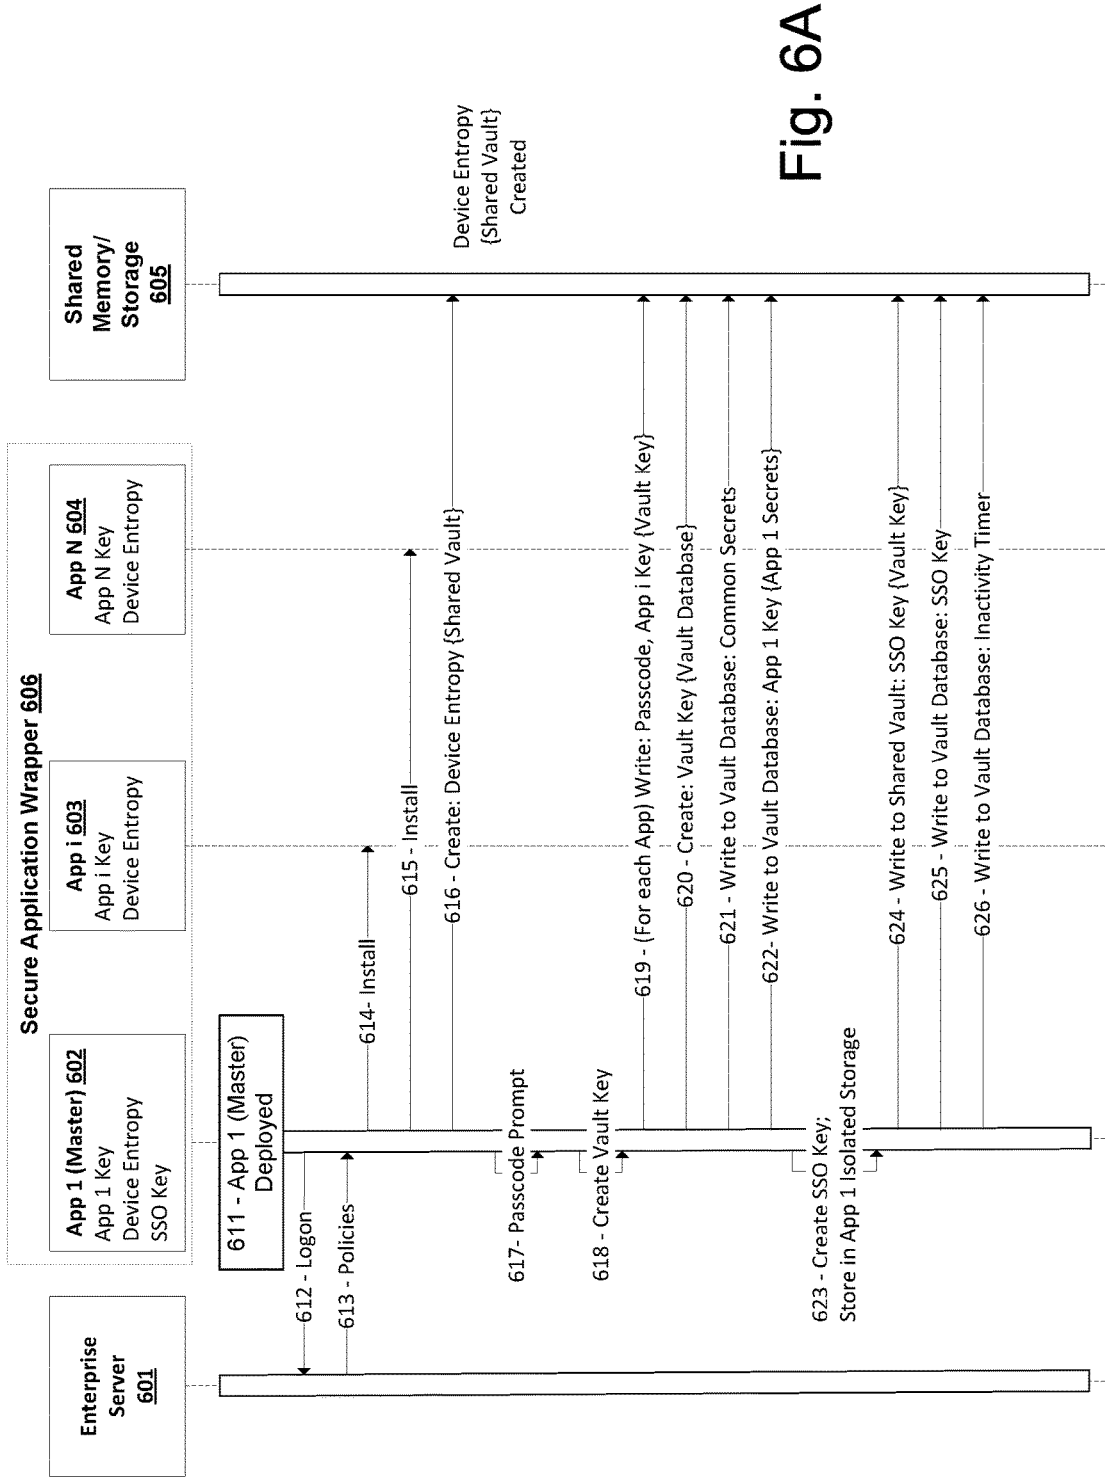 Secure Application Wrapper 606
Enterprise
Server
601
App 1 (Master) 602
App 1 Key
Device Entropy
SSO Key
App i 603
App i Key
Device Entropy
App N 604
App N Key
Device Entropy
Shared
Memory/
Storage
605
611 - App 1 (Master)
Deployed
612 - Logon
613 - Policies
614- Install
615 - Install
616 - Create: Device Entropy {Shared Vault}
Device Entropy
{Shared Vault}
Created
617- Passcode Prompt
618 - Create Vault Key
619 - (For each App) Write: Passcode, App i Key {Vault Key}
620 - Create: Vault Key {Vault Database}
621 - Write to Vault Database: Common Secrets
622- Write to Vault Database: App 1 Key {App 1 Secrets}
623 - Create SSO Key;
Store in App 1 Isolated Storage
624 - Write to Shared Vault: SSO Key {Vault Key}
625 - Write to Vault Database: SSO Key
626 - Write to Vault Database: Inactivity Timer
Fig. 6A